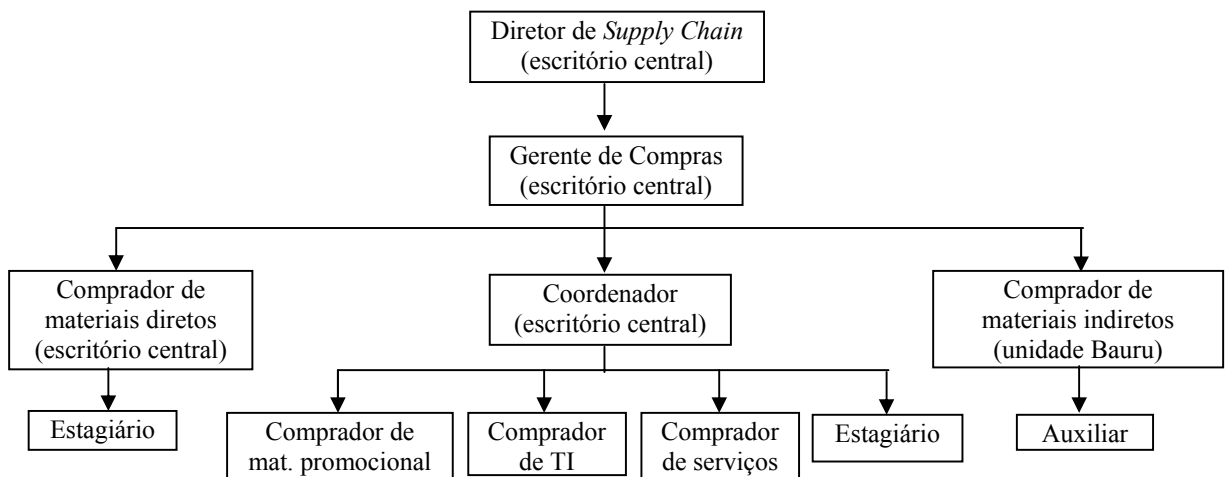 Diretor de Supply Chain
(escritório central)
Gerente de Compras
(escritório central)
Comprador de
materiais diretos
(escritório central)
Coordenador
(escritório central)
Comprador de
materiais indiretos
(unidade Bauru)
Estagiário
Comprador de
mat. promocional
Comprador
de TI
Comprador
de serviços
Estagiário
Auxiliar